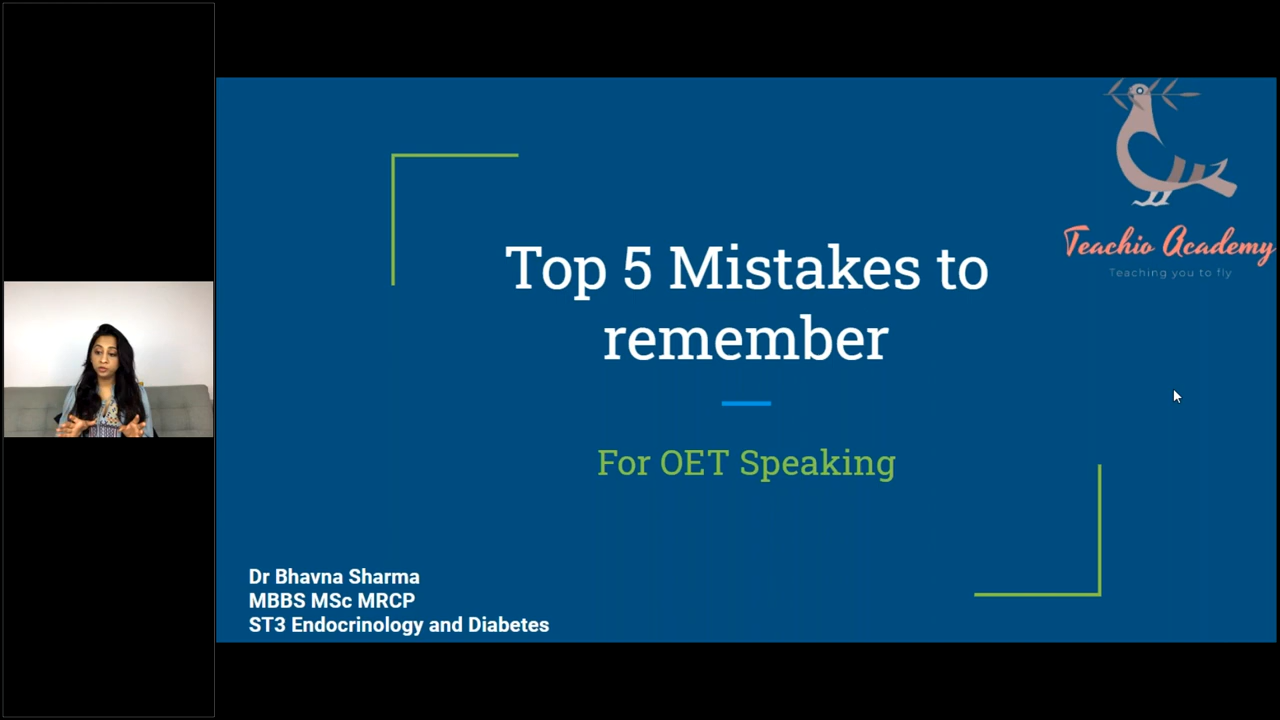 Top 5 Mistakes to
remember
For OET Speaking
Teachio Academy
Teaching you to fly
Dr Bhavna Sharma
MBBS MSc MRCP
ST3 Endocrinology and Diabetes